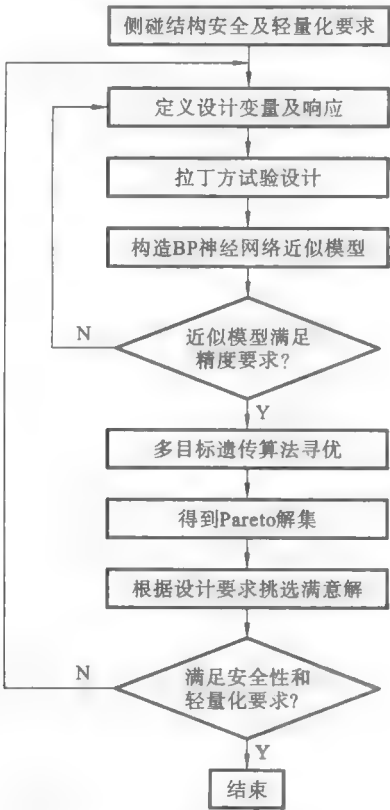 侧碰结构安全及轻量化要求
定义设计变量及响应
拉丁方试验设计
构造BP神经网络近似模型
N
近似模型满足
精度要求?
Y
多目标遗传算法寻优
得到Pareto解集
根据设计要求挑选满意解
N
满足安全性和
轻量化要求?
Y
结束